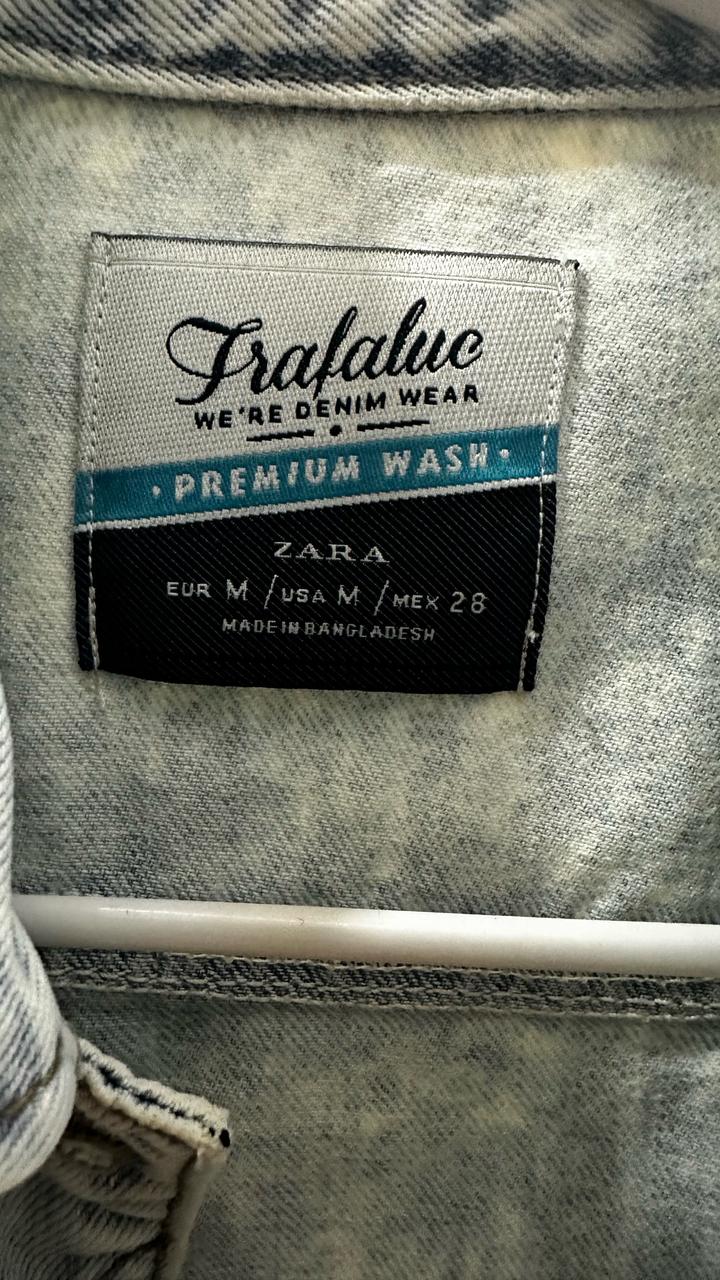 Trafaluc
WE'RE DENIM WEAR
· PREMIUM WASH ·
ZARA
EUR M / USA M / MEX 28
MADE IN BANGLADESH